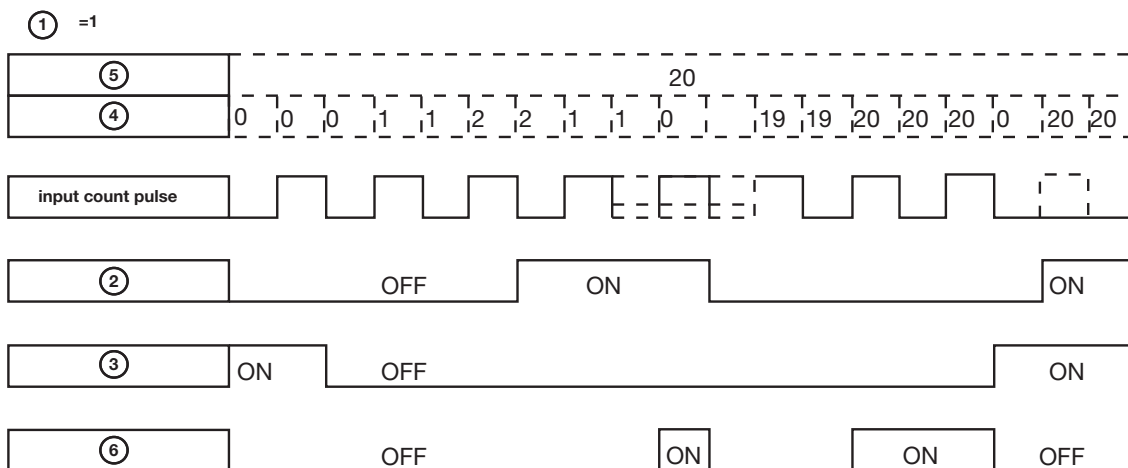 ① =1
⑤ 20
④ 0 0 0 1 1 2 2 1 1 0 19 19 20 20 20 0 20 20
input count pulse
② OFF ON ON
③ ON OFF ON
⑥ OFF ON ON OFF